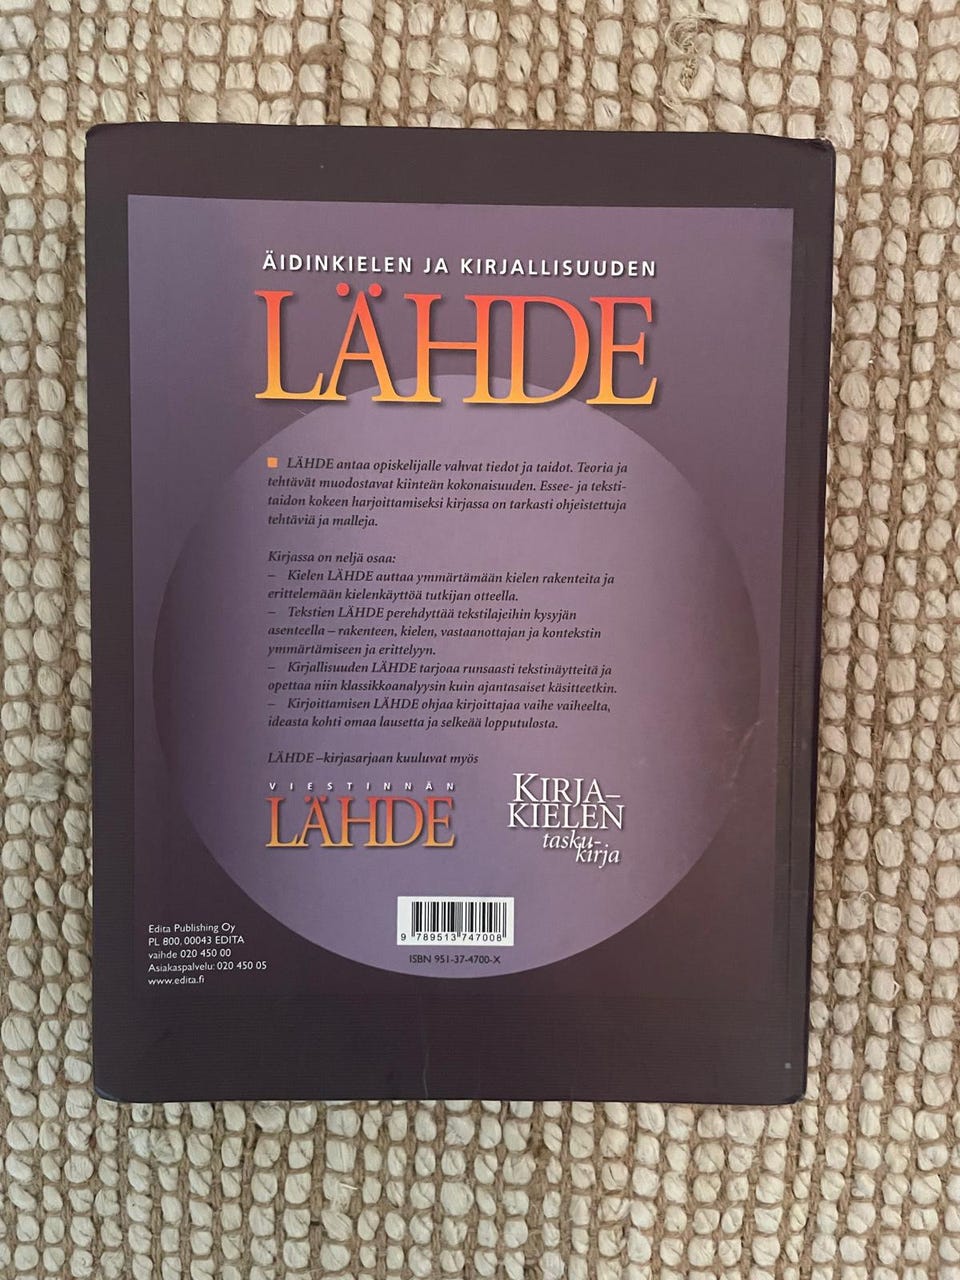 ÄIDINKIELEN JA KIRJALLISUUDEN
LÄHDE
LÄHDE antaa opiskelijalle vahvat tiedot ja taidot. Teoria ja
tehtävät muodostavat kiinteän kokonaisuuden. Essee- ja teksti-
taidon kokeen harjoittamiseksi kirjassa on tarkasti ohjeistettuja
tehtäviä ja malleja.
Kirjassa on neljä osaa:
– Kielen LÄHDE auttaa ymmärtämään kielen rakenteita ja
erittelemään kielenkäyttöä tutkijan otteella.
– Tekstien LÄHDE perehdyttää tekstilajeihin kysyjän
asenteella – rakenteen, kielen, vastaanottajan ja kontekstin
ymmärtämiseen ja erittelyyn.
– Kirjallisuuden LÄHDE tarjoaa runsaasti tekstinäytteitä ja
opettaa niin klassikkoanalyysin kuin ajantasaiset käsitteetkin.
– Kirjoittamisen LÄHDE ohjaa kirjoittajaa vaihe vaiheelta,
ideasta kohti omaa lausetta ja selkeää lopputulosta.
LÄHDE –kirjasarjaan kuuluvat myös
VIESTINNÄN
LÄHDE
KIRJA–
KIELEN
tasku-
kirja
Edita Publishing Oy
PL 800, 00043 EDITA
vaihde 020 450 00
Asiakaspalvelu: 020 450 05
www.edita.fi
9 789513 747008
ISBN 951-37-4700-X